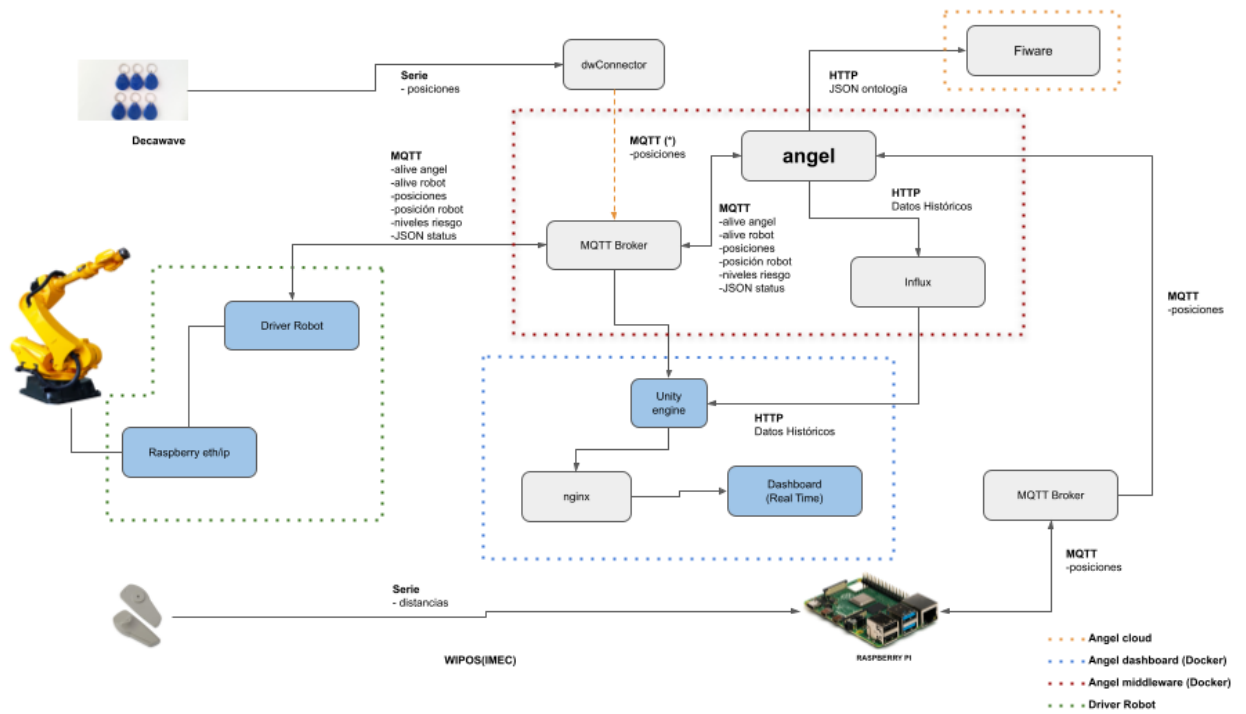 Fiware
dwConnector
Serie
- posiciones
HTTP
JSON ontología
Decawave
MQTT (*)
-posiciones
angel
MQTT
-alive angel
-alive robot
-posiciones
-posición robot
-niveles riesgo
-JSON status
HTTP
Datos Históricos
MQTT
-alive angel
-alive robot
-posiciones
-posición robot
-niveles riesgo
-JSON status
MQTT Broker
Influx
MQTT
-posiciones
Driver Robot
Unity
engine
HTTP
Datos Históricos
Raspberry eth/ip
nginx
Dashboard
(Real Time)
MQTT Broker
MQTT
-posiciones
Serie
- distancias
WIPOS(IMEC)
RASPBERRY PI
Angel cloud
Angel dashboard (Docker)
Angel middleware (Docker)
Driver Robot